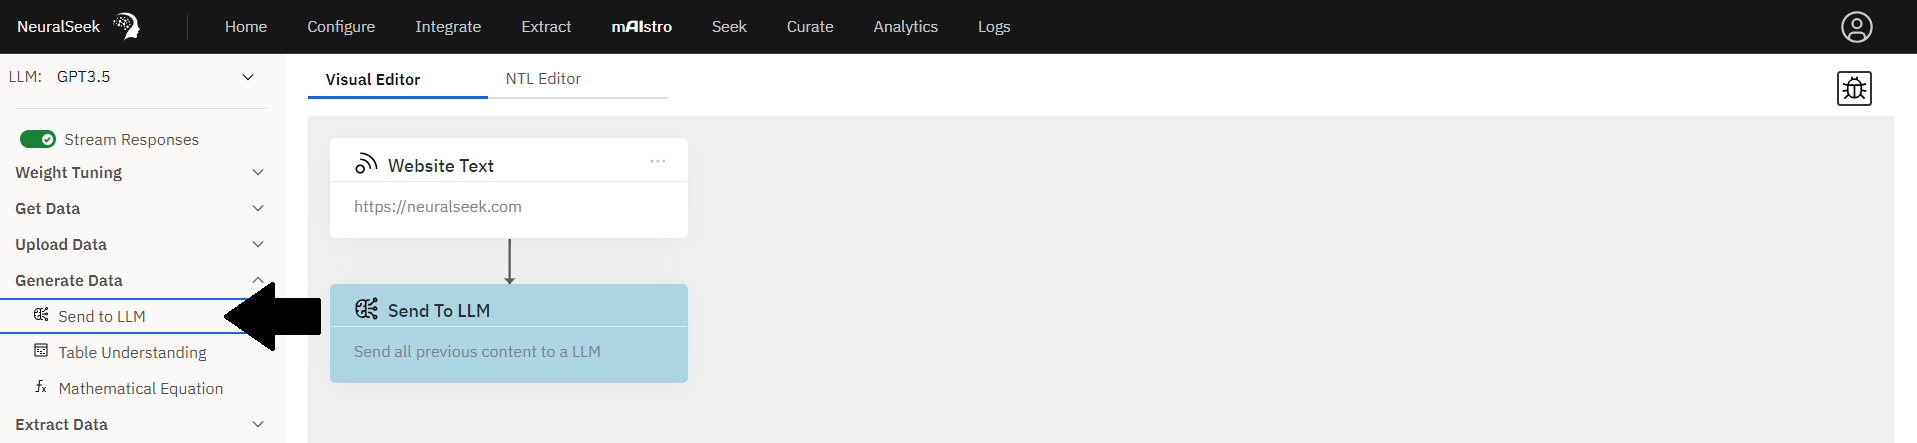 NeuralSeek Home Configure Integrate Extract mAIstro Seek Curate Analytics Logs
LLM: GPT3.5
Visual Editor NTL Editor
Stream Responses
Weight Tuning
Get Data
Upload Data
Generate Data
Send to LLM
Table Understanding
Mathematical Equation
Extract Data
Website Text
https://neuralseek.com
Send To LLM
Send all previous content to a LLM